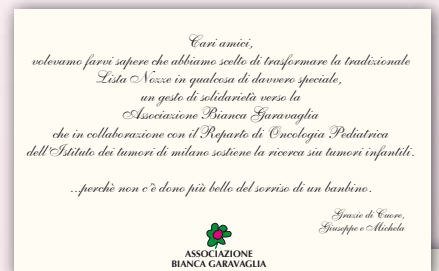 Cari amici,
volevamo farvi sapere che abbiamo scelto di trasformare la tradizionale
Lista Nozze in qualcosa di davvero speciale,
un gesto di solidarietà verso la
Associazione Bianca Garavaglia
che in collaborazione con il Reparto di Oncologia Pediatrica
dell'Istituto dei tumori di milano sostiene la ricerca siu tumori infantili.
...perchè non c'è dono più bello del sorriso di un banbino.
Grazie di Cuore,
Giuseppe e Michela
ASSOCIAZIONE
BIANCA GARAVAGLIA